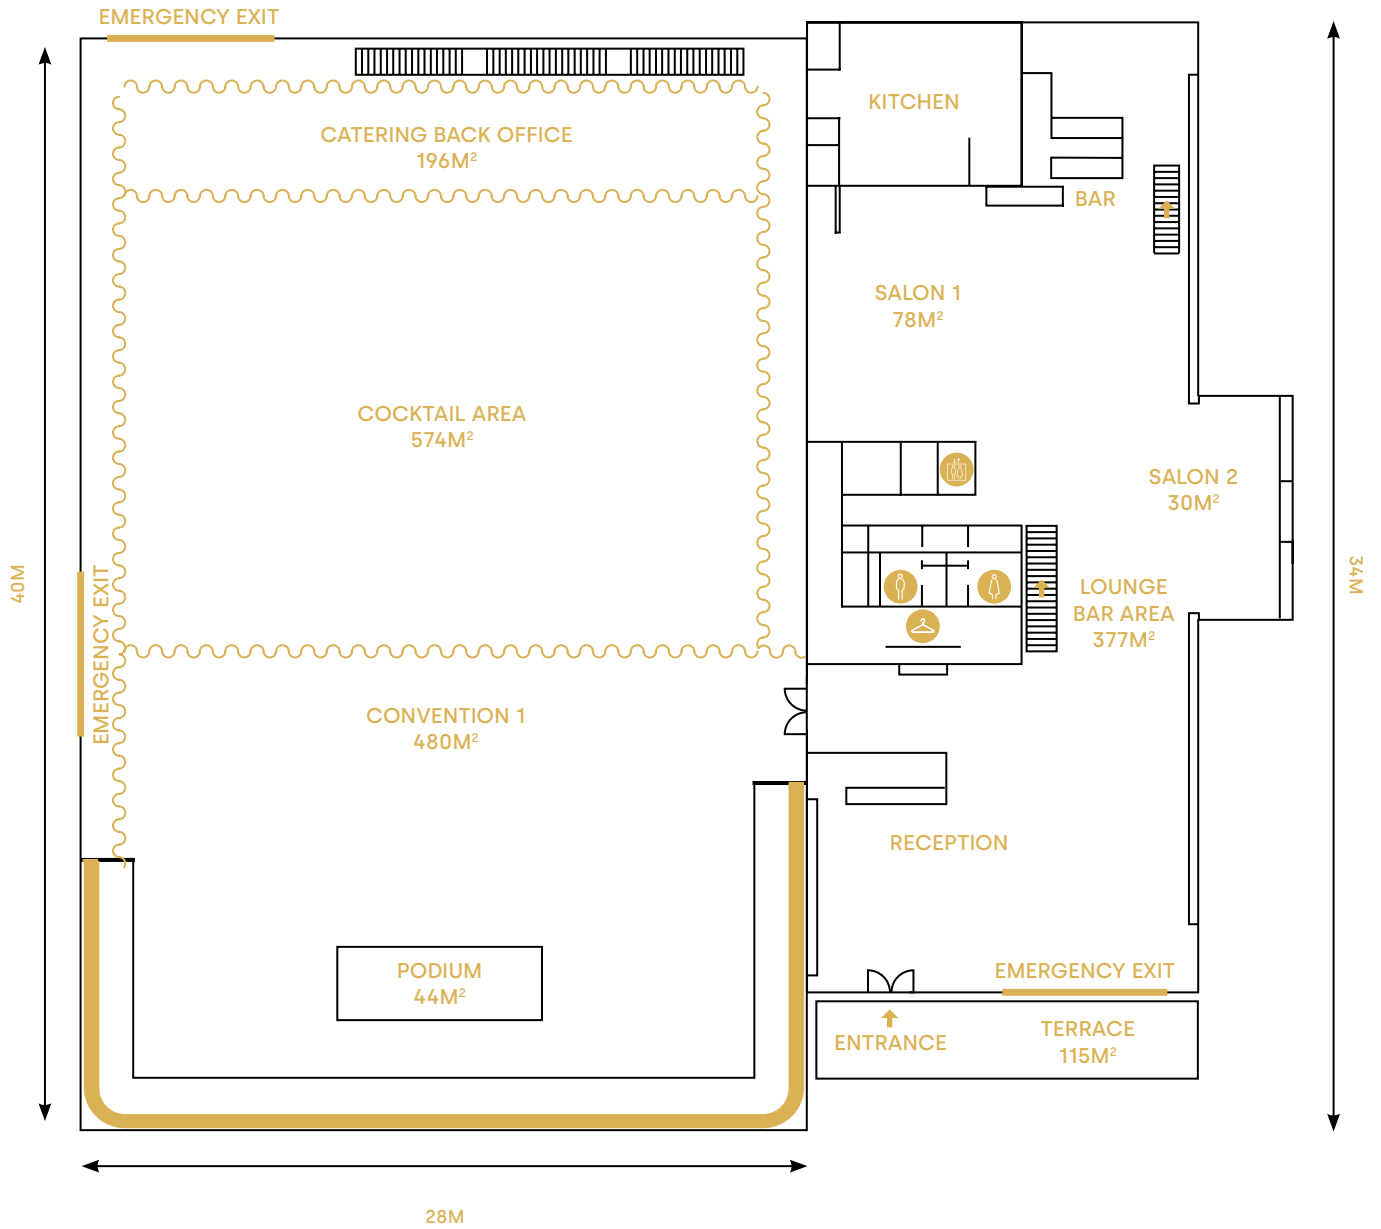 EMERGENCY EXIT
KITCHEN
CATERING BACK OFFICE
196M²
BAR
SALON 1
78M²
COCKTAIL AREA
574M²
SALON 2
30M²
40M
34M
EMERGENCY EXIT
LOUNGE
BAR AREA
377M²
CONVENTION 1
480M²
RECEPTION
PODIUM
44M²
EMERGENCY EXIT
ENTRANCE
TERRACE
115M²
28M